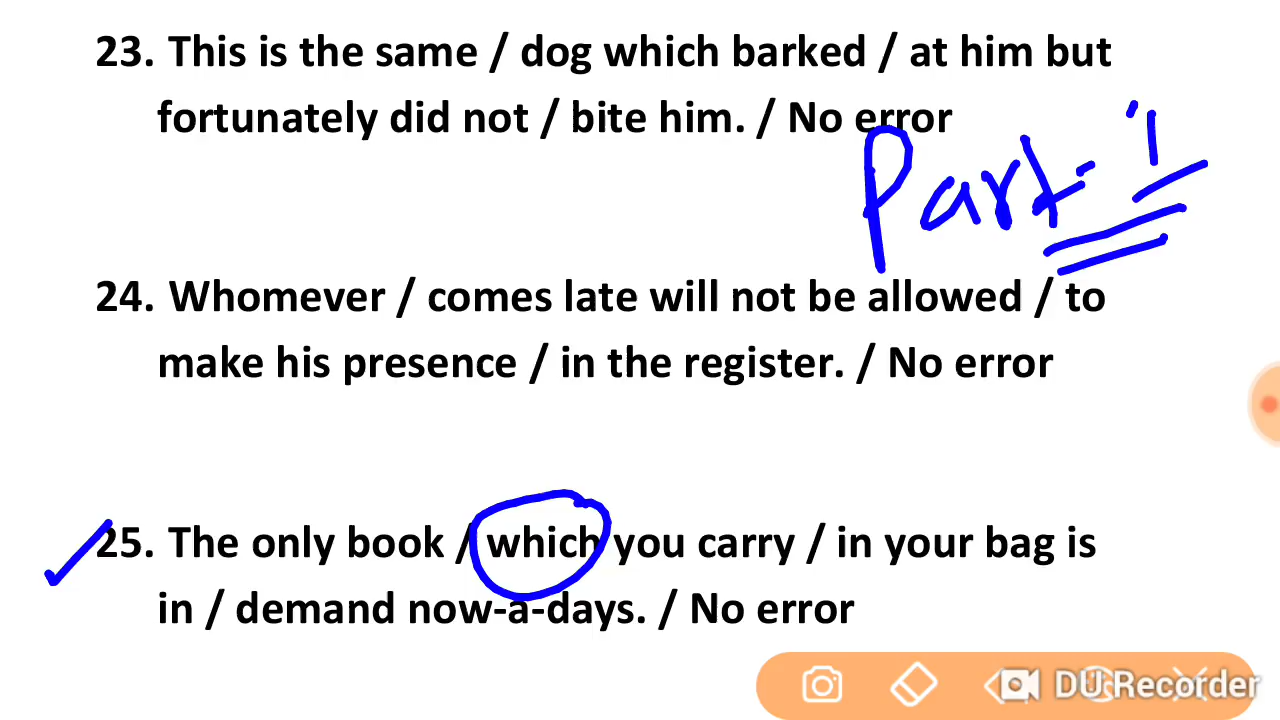 23. This is the same / dog which barked / at him but
fortunately did not / bite him. / No error
Part-1
24. Whomever / comes late will not be allowed / to
make his presence / in the register. / No error
25. The only book / which you carry / in your bag is
in / demand now-a-days. / No error
DU Recorder